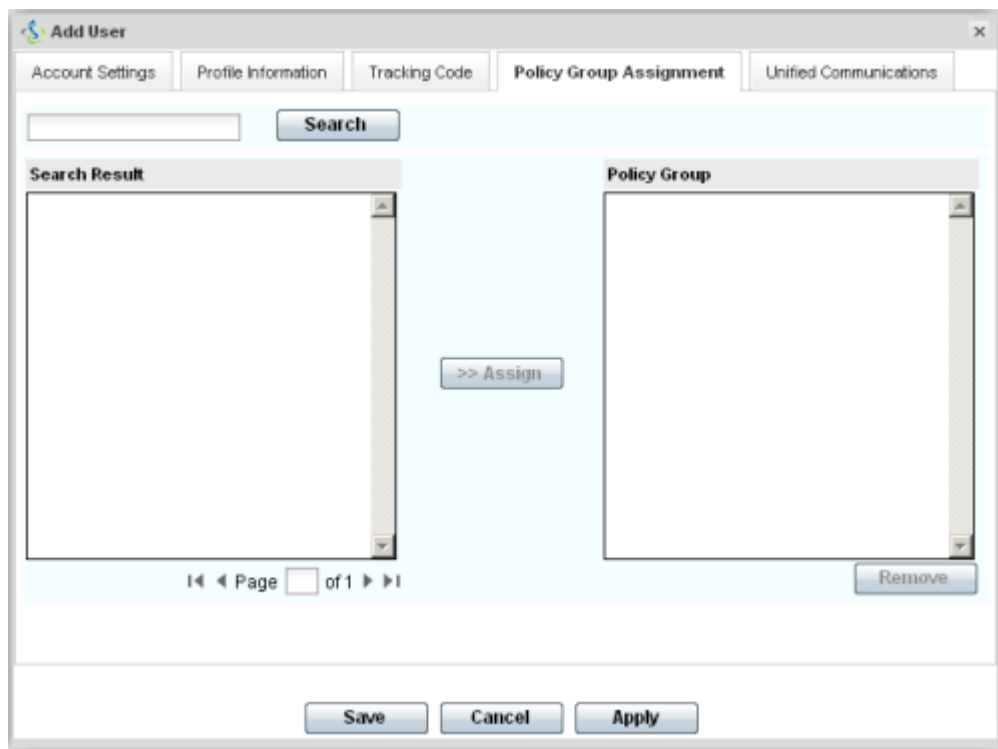 Add User
Account Settings Profile Information Tracking Code Policy Group Assignment Unified Communications
Search
Search Result Policy Group
>> Assign
Page of 1
Remove
Save Cancel Apply